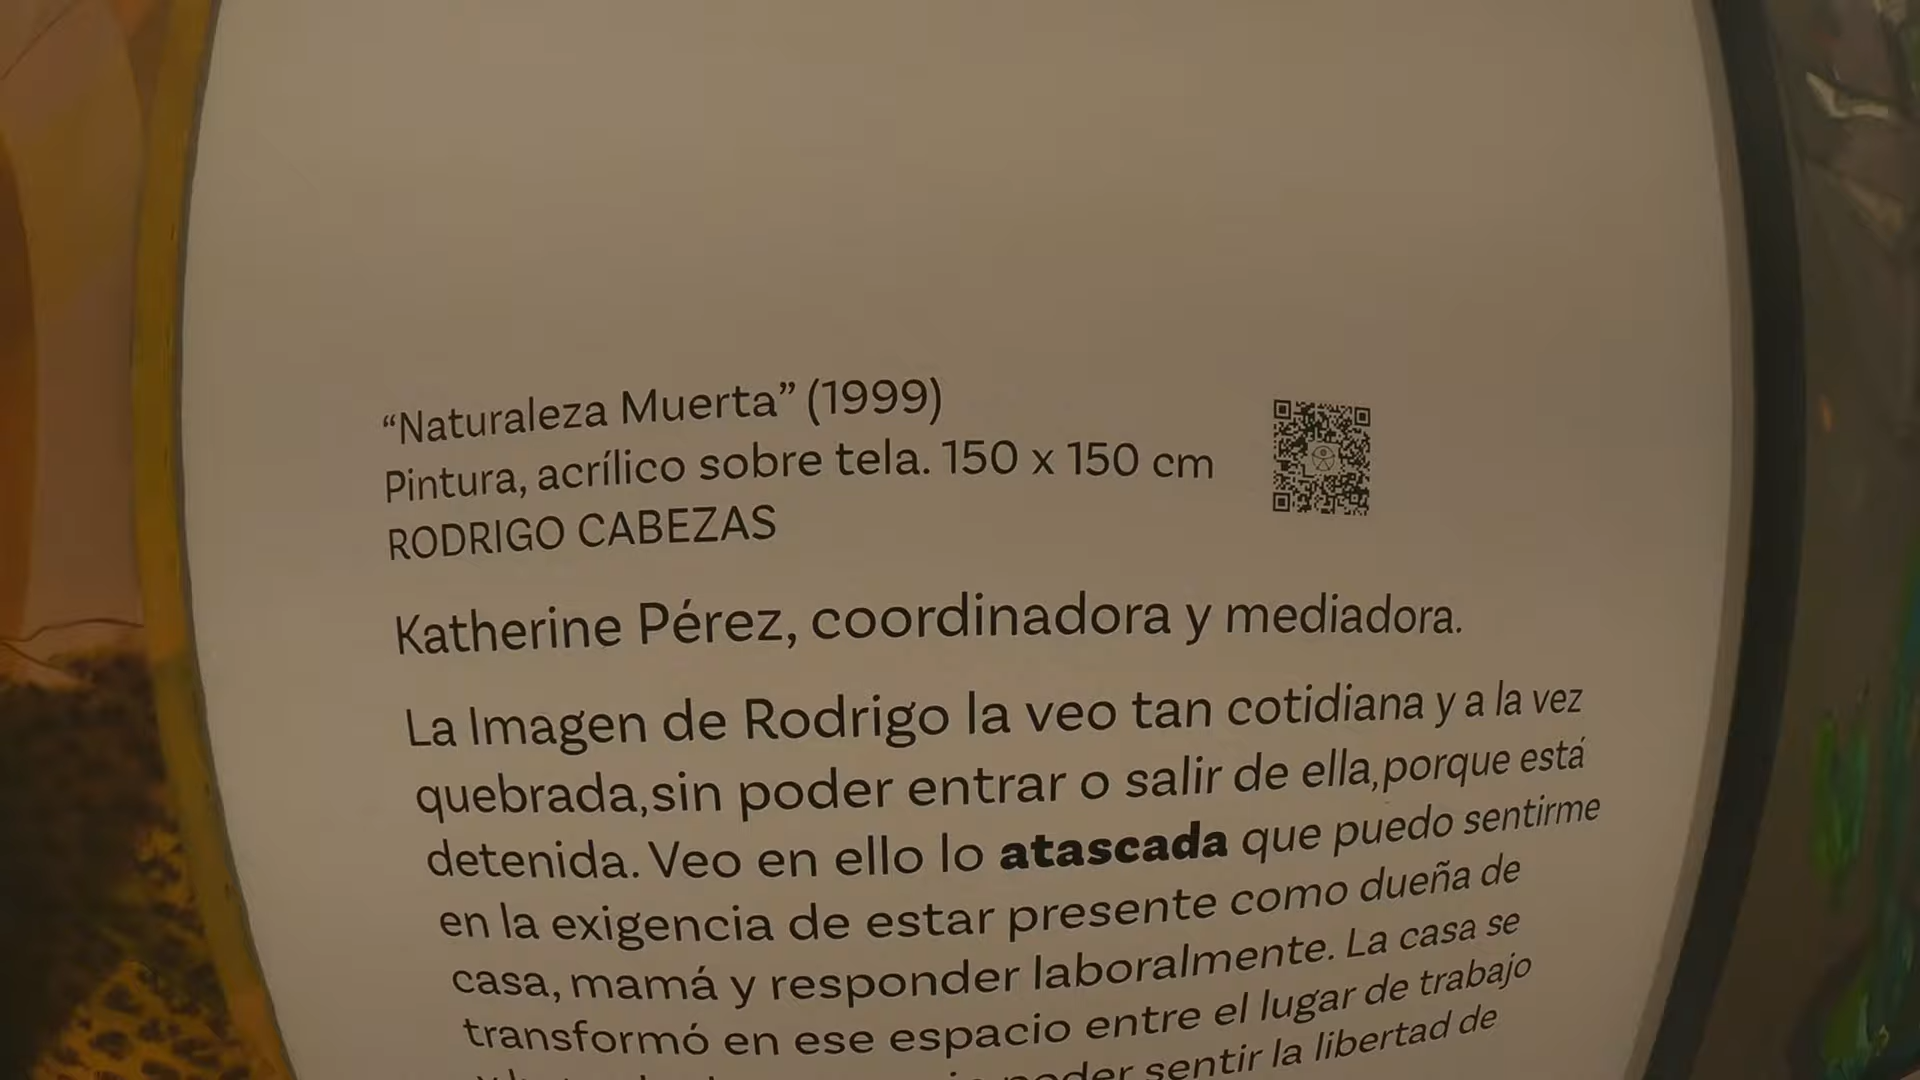 “Naturaleza Muerta” (1999)
Pintura, acrílico sobre tela. 150 x 150 cm
RODRIGO CABEZAS
Katherine Pérez, coordinadora y mediadora.
La Imagen de Rodrigo la veo tan cotidiana y a la vez
quebrada,sin poder entrar o salir de ella,porque está
detenida. Veo en ello lo atascada que puedo sentirme
en la exigencia de estar presente como dueña de
casa, mamá y responder laboralmente. La casa se
transformó en ese espacio entre el lugar de trabajo
poder sentir la libertad de